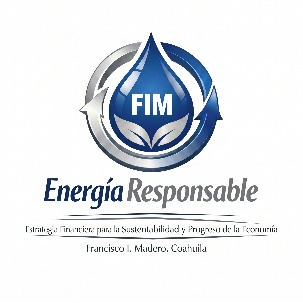 FIM
Energía Responsable
Estrategia Financiera para la Sustentabilidad y Progreso de la Economía
Francisco I. Madero, Coahuila